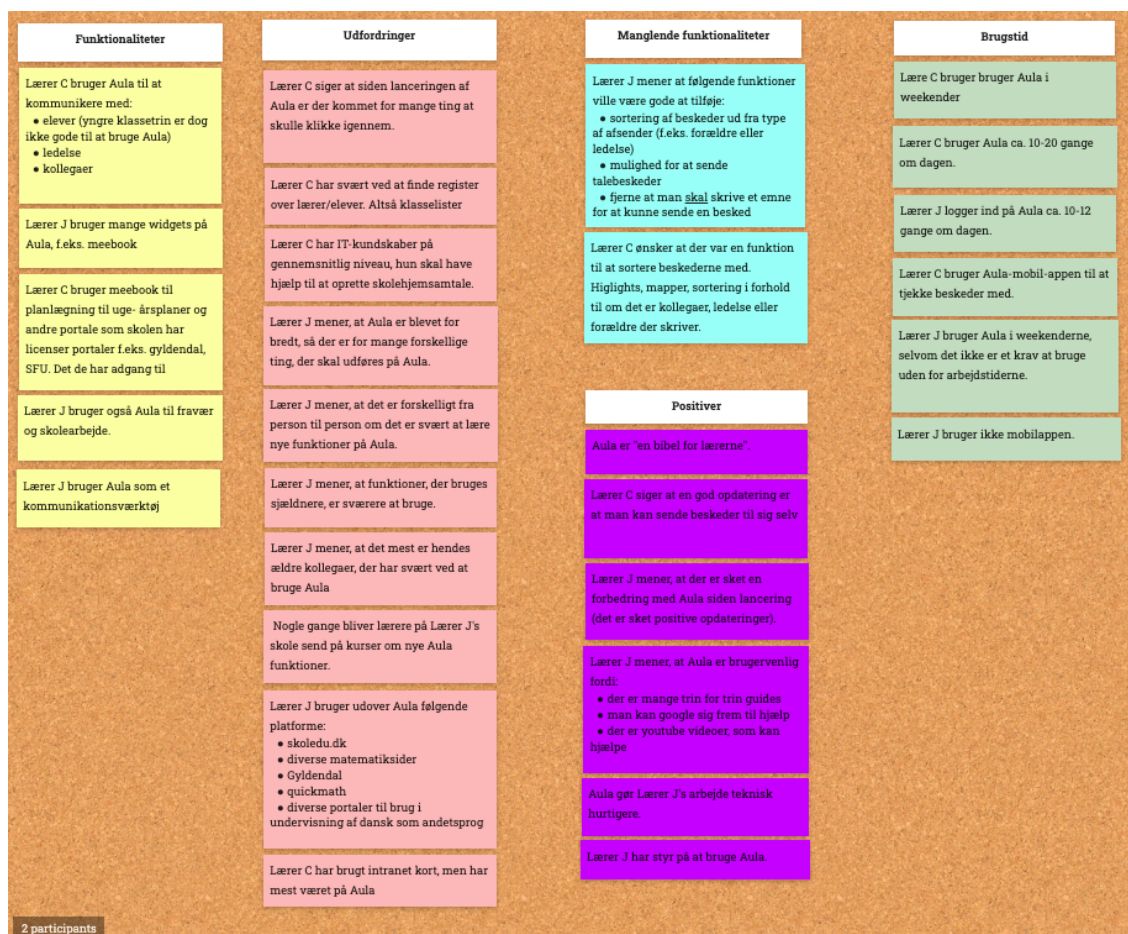 Funktionaliteter
Lærer C bruger Aula til at
kommunikere med:
● elever (yngre klassetrin er dog
ikke gode til at bruge Aula)
● ledelse
● kollegaer
Lærer J bruger mange widgets på
Aula, f.eks. meebook
Lærer C bruger meebook til
planlægning til uge- årsplaner og
andre portale som skolen har
licenser portaler f.eks. gyldendal,
SFU. Det de har adgang til
Lærer J bruger også Aula til fravær
og skolearbejde.
Lærer J bruger Aula som et
kommunikationsværktøj
Udfordringer
Lærer C siger at siden lanceringen af
Aula er der kommet for mange ting at
skulle klikke igennem.
Lærer C har svært ved at finde register
over lærer/elever. Altså klasselister
Lærer C har IT-kundskaber på
gennemsnitlig niveau, hun skal have
hjælp til at oprette skolehjemsamtale.
Lærer J mener, at Aula er blevet for
bredt, så der er for mange forskellige
ting, der skal udføres på Aula.
Lærer J mener, at det er forskelligt fra
person til person om det er svært at lære
nye funktioner på Aula.
Lærer J mener, at funktioner, der bruges
sjældnere, er sværere at bruge.
Lærer J mener, at det mest er hendes
ældre kollegaer, der har svært ved at
bruge Aula
Nogle gange bliver lærere på Lærer J's
skole send på kurser om nye Aula
funktioner.
Lærer J bruger udover Aula følgende
platforme:
● skoledu.dk
● diverse matematiksider
● Gyldendal
● quickmath
● diverse portaler til brug i
undervisning af dansk som andetsprog
Lærer C har brugt intranet kort, men har
mest været på Aula
Manglende funktionaliteter
Lærer J mener at følgende funktioner
ville være gode at tilføje:
● sortering af beskeder ud fra type
af afsender (f.eks. forældre eller
ledelse)
● mulighed for at sende
talebeskeder
● fjerne at man skal skrive et emne
for at kunne sende en besked
Lærer C ønsker at der var en funktion
til at sortere beskederne med.
Higlights, mapper, sortering i forhold
til om det er kollegaer, ledelse eller
forældre der skriver.
Positiver
Aula er "en bibel for lærerne".
Lærer C siger at en god opdatering er
at man kan sende beskeder til sig selv
Lærer J mener, at der er sket en
forbedring med Aula siden lancering
(det er sket positive opdateringer).
Lærer J mener, at Aula er brugervenlig
fordi:
● der er mange trin for trin guides
● man kan google sig frem til hjælp
● der er youtube videoer, som kan
hjælpe
Aula gør Lærer J's arbejde teknisk
hurtigere.
Lærer J har styr på at bruge Aula.
Brugstid
Lære C bruger bruger Aula i
weekender
Lærer C bruger Aula ca. 10-20 gange
om dagen.
Lærer J logger ind på Aula ca. 10-12
gange om dagen.
Lærer C bruger Aula-mobil-appen til at
tjekke beskeder med.
Lærer J bruger Aula i weekenderne,
selvom det ikke er et krav at bruge
uden for arbejdstiderne.
Lærer J bruger ikke mobilappen.
2 participants